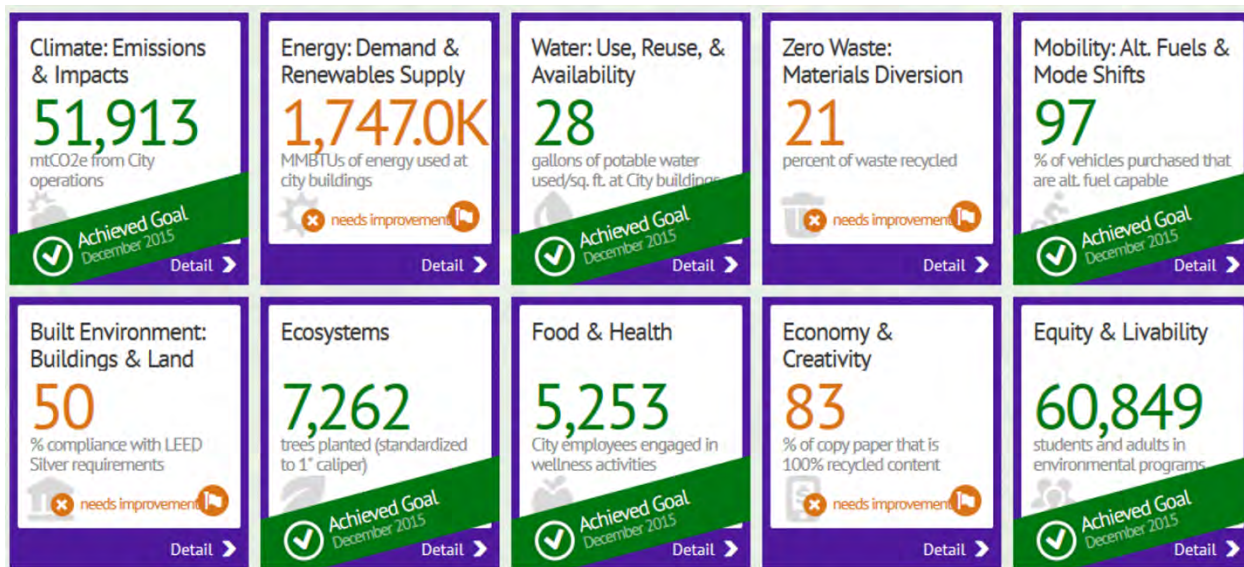 Climate: Emissions
& Impacts
51,913
mtCO2e from City
operations
Achieved Goal
December 2015
Detail
Energy: Demand &
Renewables Supply
1,747.0K
MMBTUs of energy used at
city buildings
needs improvement
Detail
Water: Use, Reuse, &
Availability
28
gallons of potable water
used/sq. ft. at City buildings
Achieved Goal
December 2015
Detail
Zero Waste:
Materials Diversion
21
percent of waste recycled
needs improvement
Detail
Mobility: Alt. Fuels &
Mode Shifts
97
% of vehicles purchased that
are alt. fuel capable
Achieved Goal
December 2015
Detail
Built Environment:
Buildings & Land
50
% compliance with LEED
Silver requirements
needs improvement
Detail
Ecosystems
7,262
trees planted (standardized
to 1" caliper)
Achieved Goal
December 2015
Detail
Food & Health
5,253
City employees engaged in
wellness activities
Achieved Goal
December 2015
Detail
Economy &
Creativity
83
% of copy paper that is
100% recycled content
needs improvement
Detail
Equity & Livability
60,849
students and adults in
environmental programs
Achieved Goal
December 2015
Detail